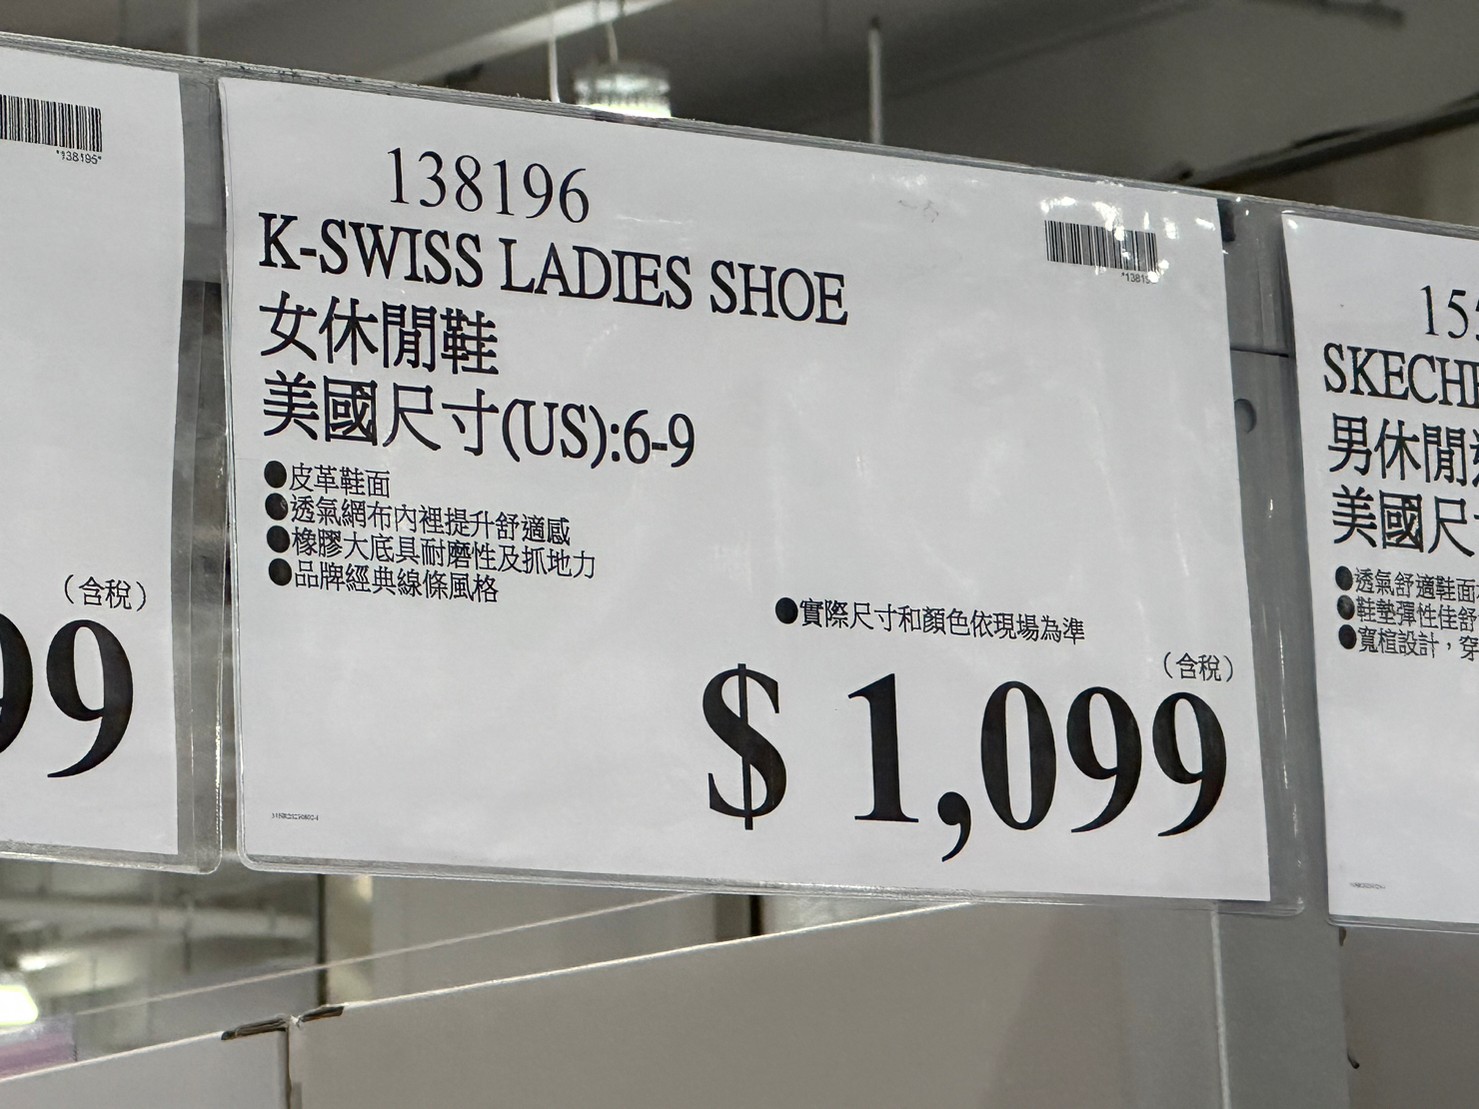 *138195*
（含稅）
99
138196
K-SWISS LADIES SHOE
女休閒鞋
美國尺寸(US):6-9
●皮革鞋面
●透氣網布內裡提升舒適感
●橡膠大底具耐磨性及抓地力
●品牌經典線條風格
●實際尺寸和顏色依現場為準
（含稅）
$ 1,099
15
SKECHE
男休閒
美國尺
●透氣舒適鞋面
●鞋墊彈性佳舒
●寬楦設計，穿